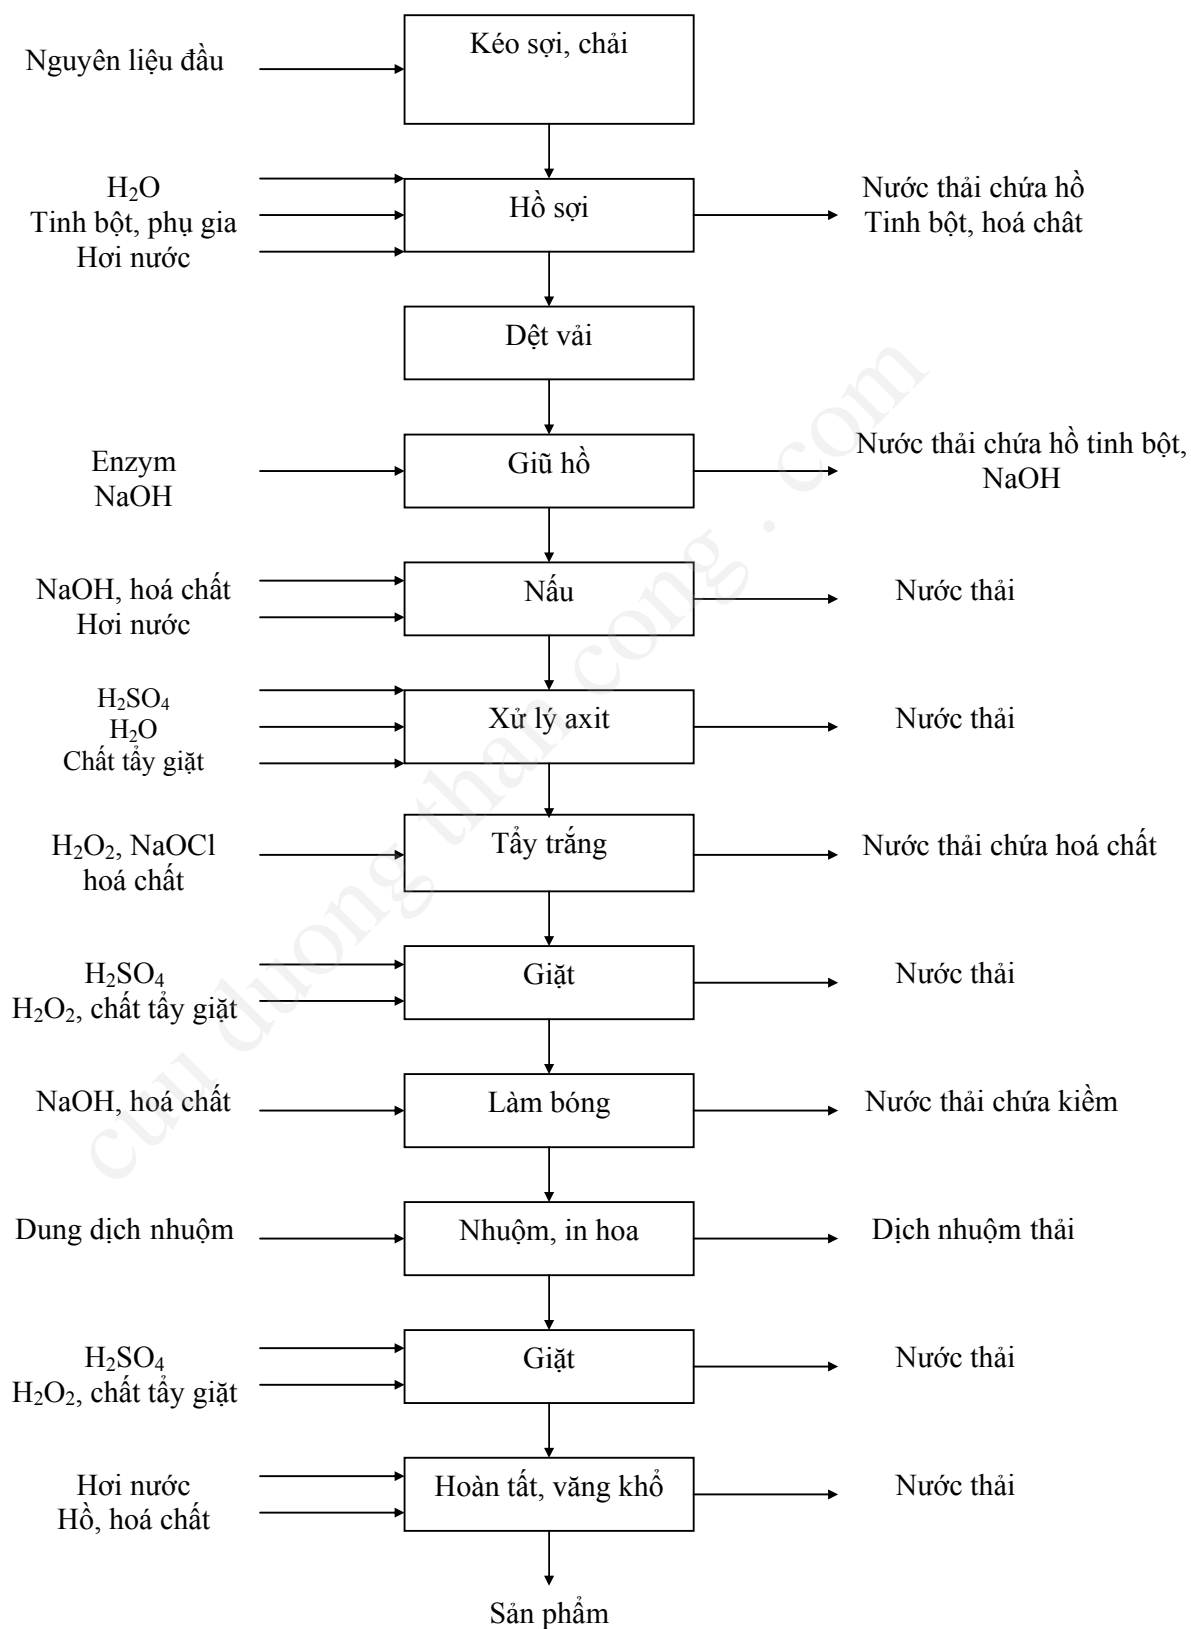 Kéo sợi, chải
Nguyên liệu đầu
H₂O
Tinh bột, phụ gia
Hơi nước
Hồ sợi
Nước thải chứa hồ
Tinh bột, hoá chât
Dệt vải
Enzym
NaOH
Giũ hồ
Nước thải chứa hồ tinh bột,
NaOH
NaOH, hoá chất
Hơi nước
Nấu
Nước thải
H₂SO₄
H₂O
Chất tẩy giặt
Xử lý axit
Nước thải
H₂O₂, NaOCl
hoá chất
Tẩy trắng
Nước thải chứa hoá chất
H₂SO₄
H₂O₂, chất tẩy giặt
Giặt
Nước thải
NaOH, hoá chất
Làm bóng
Nước thải chứa kiềm
Dung dịch nhuộm
Nhuộm, in hoa
Dịch nhuộm thải
H₂SO₄
H₂O₂, chất tẩy giặt
Giặt
Nước thải
Hơi nước
Hồ, hoá chất
Hoàn tất, văng khổ
Nước thải
Sản phẩm
cuu duong than cong . com